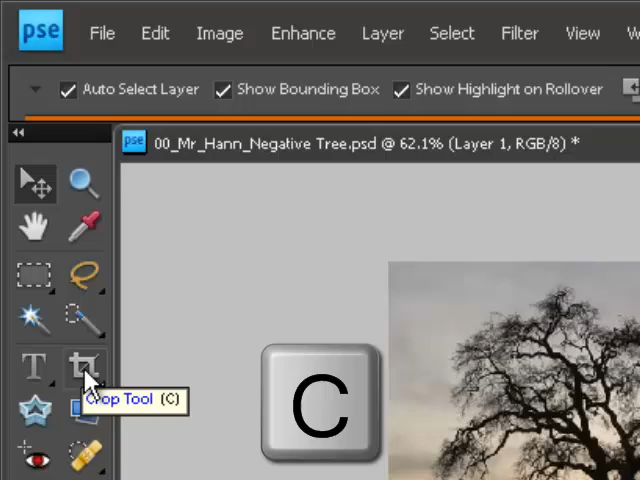 pse File Edit Image Enhance Layer Select Filter View
Auto Select Layer Show Bounding Box Show Highlight on Rollover
pse 00_Mr_Hann_Negative Tree.psd @ 62.1% (Layer 1, RGB/8) *
T
Crop Tool (C)
C